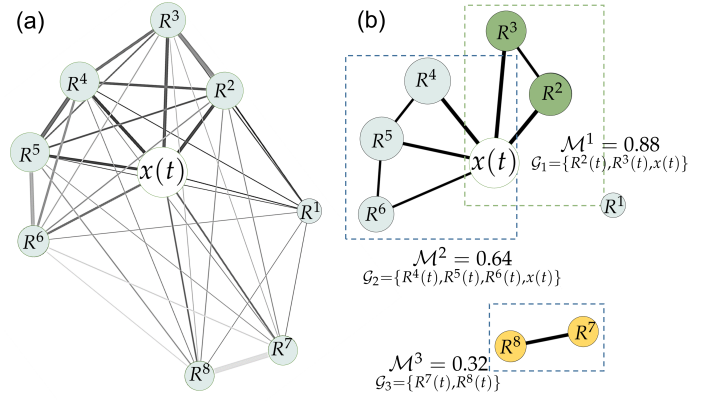 (a)
R³
R⁴
R²
R⁵
x(t)
R¹
R⁶
R⁷
R⁸
(b)
R³
R⁴
R²
R⁵
x(t)
R⁶
R¹
ℳ¹ = 0.88
𝒢₁={R²(t),R³(t),x(t)}
ℳ² = 0.64
𝒢₂={R⁴(t),R⁵(t),R⁶(t),x(t)}
R⁸
R⁷
ℳ³ = 0.32
𝒢₃={R⁷(t),R⁸(t)}